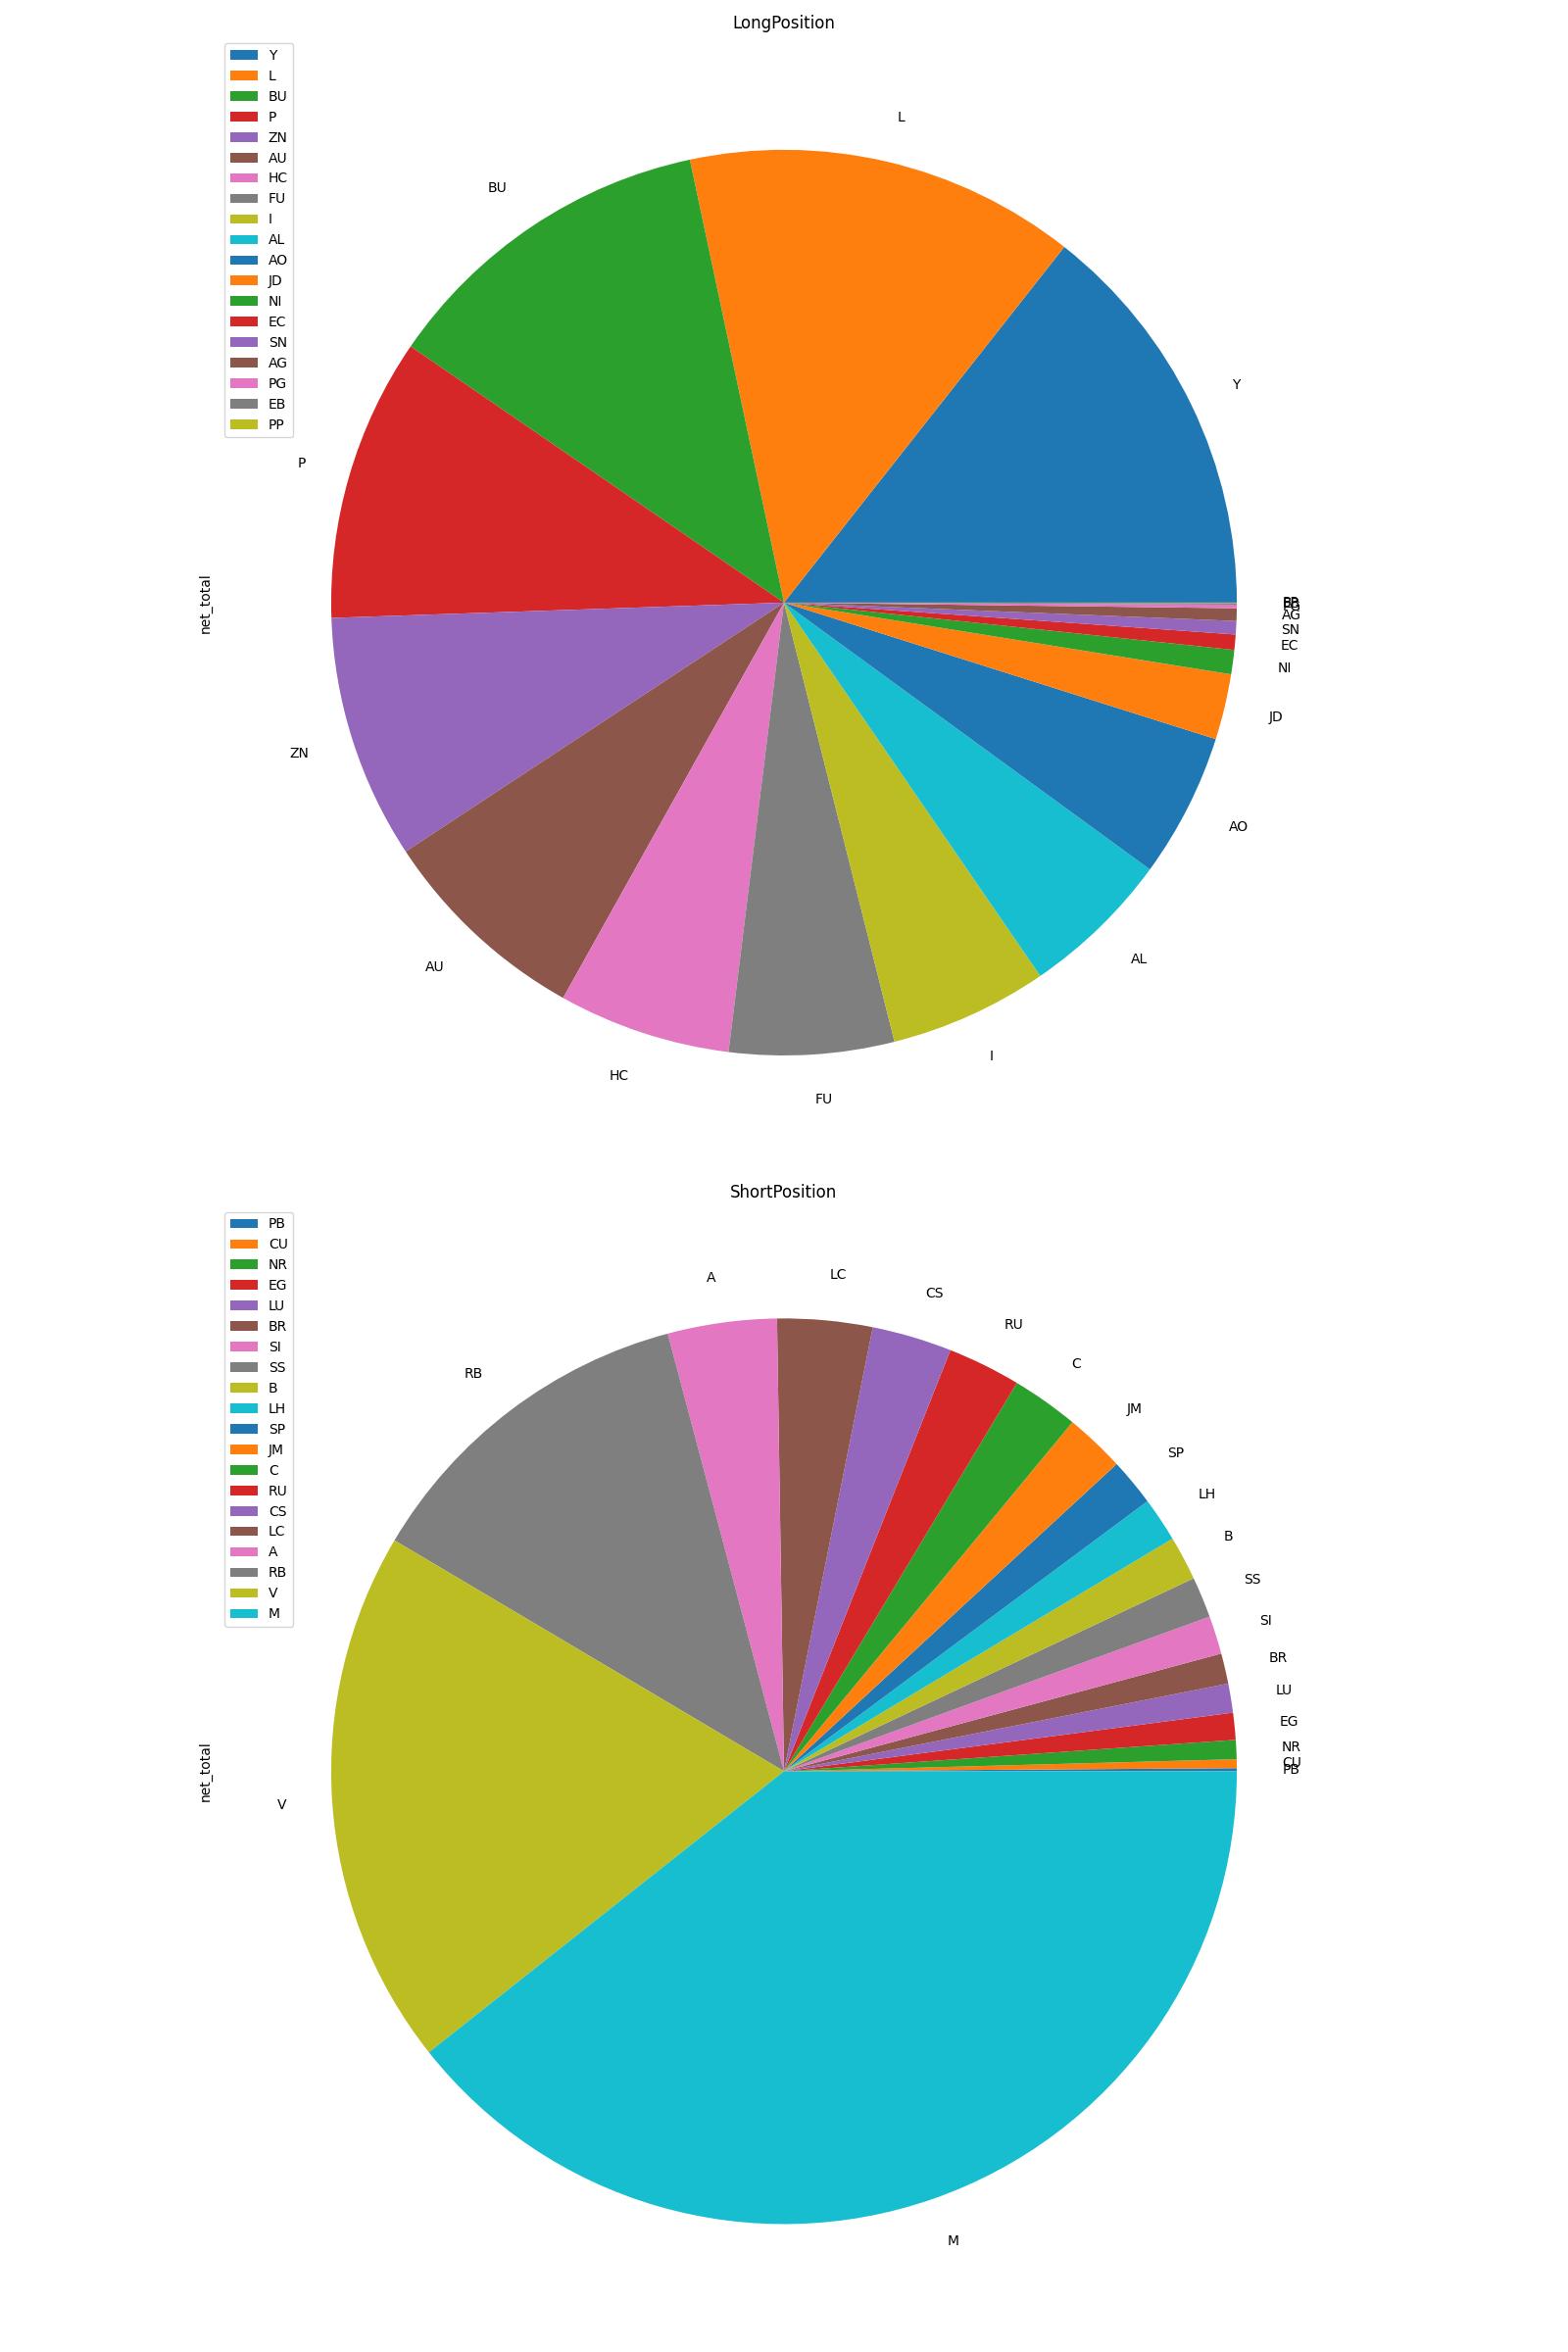 LongPosition
Y
L
BU
P
ZN
AU
HC
FU
I
AL
AO
JD
NI
EC
SN
AG
PG
EB
PP
L
BU
Y
P
net_total
AG
SN
EC
NI
JD
ZN
AO
AL
AU
I
HC
FU
ShortPosition
PB
CU
NR
EG
LU
BR
SI
SS
B
LH
SP
JM
C
RU
CS
LC
A
RB
V
M
A
LC
CS
RU
C
RB
JM
SP
LH
B
SS
SI
BR
LU
EG
NR
CU
PB
net_total
V
M